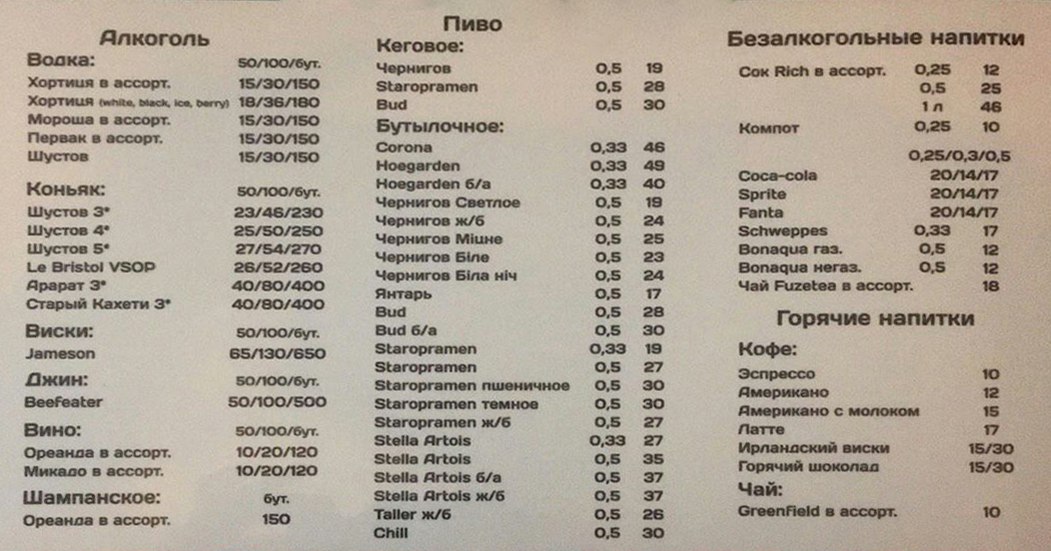 Алкоголь
Водка: 50/100/бут.
Хортиця в ассорт. 15/30/150
Хортиця (white, black, ice, berry) 18/36/180
Мороша в ассорт. 15/30/150
Первак в ассорт. 15/30/150
Шустов 15/30/150
Коньяк: 50/100/бут.
Шустов 3* 23/46/230
Шустов 4* 25/50/250
Шустов 5* 27/54/270
Le Bristol VSOP 26/52/260
Арарат 3* 40/80/400
Старый Кахети 3* 40/80/400
Виски: 50/100/бут.
Jameson 65/130/650
Джин: 50/100/бут.
Beefeater 50/100/500
Вино: 50/100/бут.
Ореанда в ассорт. 10/20/120
Микадо в ассорт. 10/20/120
Шампанское: бут.
Ореанда в ассорт. 150
Пиво
Кеговое:
Чернигов 0,5 19
Staropramen 0,5 28
Bud 0,5 30
Бутылочное:
Corona 0,33 46
Hoegarden 0,33 49
Hoegarden б/а 0,33 40
Чернигов Светлое 0,5 19
Чернигов ж/б 0,5 24
Чернигов Міцне 0,5 25
Чернигов Біле 0,5 23
Чернигов Біла ніч 0,5 24
Янтарь 0,5 17
Bud 0,5 28
Bud б/а 0,5 30
Staropramen 0,33 19
Staropramen 0,5 27
Staropramen пшеничное 0,5 30
Staropramen темное 0,5 30
Staropramen ж/б 0,5 27
Stella Artois 0,33 27
Stella Artois 0,5 35
Stella Artois б/а 0,5 37
Stella Artois ж/б 0,5 37
Taller ж/б 0,5 26
Chill 0,5 30
Безалкогольные напитки
Сок Rich в ассорт. 0,25 12
0,5 25
1 л 46
Компот 0,25 10
0,25/0,3/0,5
Coca-cola 20/14/17
Sprite 20/14/17
Fanta 20/14/17
Schweppes 0,33 17
Bonaqua газ. 0,5 12
Bonaqua негаз. 0,5 12
Чай Fuzetea в ассорт. 18
Горячие напитки
Кофе:
Эспрессо 10
Американо 12
Американо с молоком 15
Латте 17
Ирландский виски 15/30
Горячий шоколад 15/30
Чай:
Greenfield в ассорт. 10